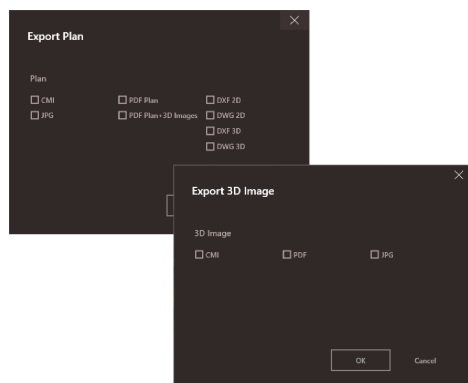 Export Plan
Plan
CMI PDF Plan DXF 2D
JPG PDF Plan+3D Images DWG 2D
DXF 3D
DWG 3D
Export 3D Image
3D Image
CMI PDF JPG
OK Cancel